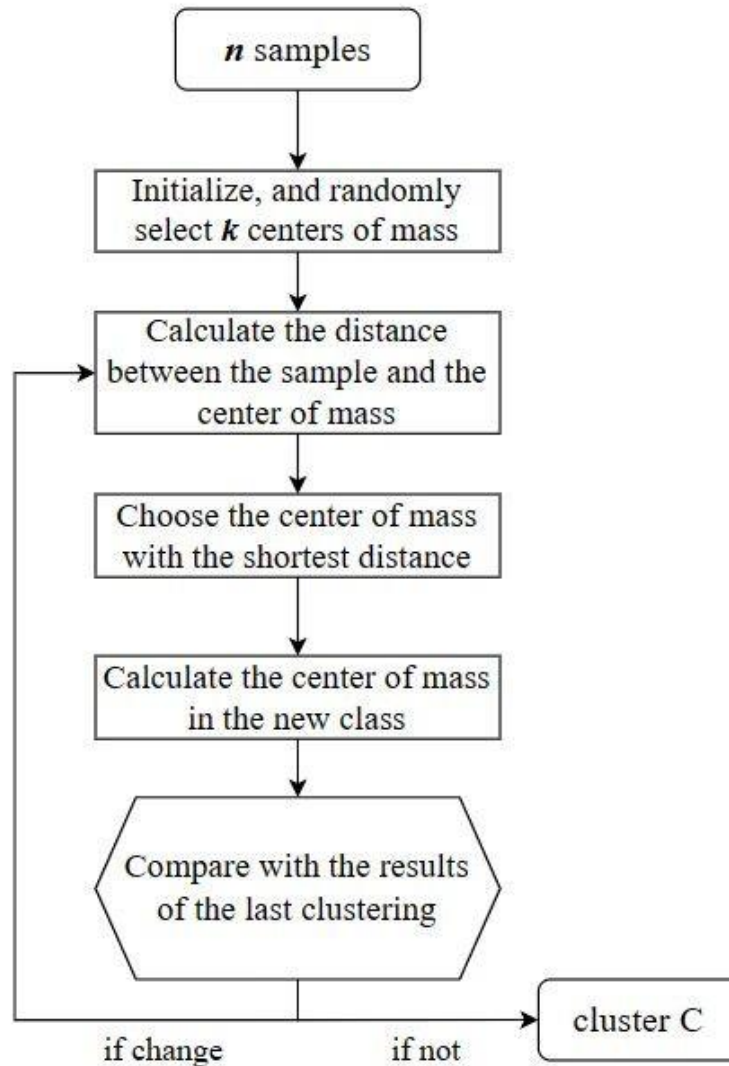 n samples
Initialize, and randomly
select k centers of mass
Calculate the distance
between the sample and the
center of mass
Choose the center of mass
with the shortest distance
Calculate the center of mass
in the new class
Compare with the results
of the last clustering
cluster C
if change
if not